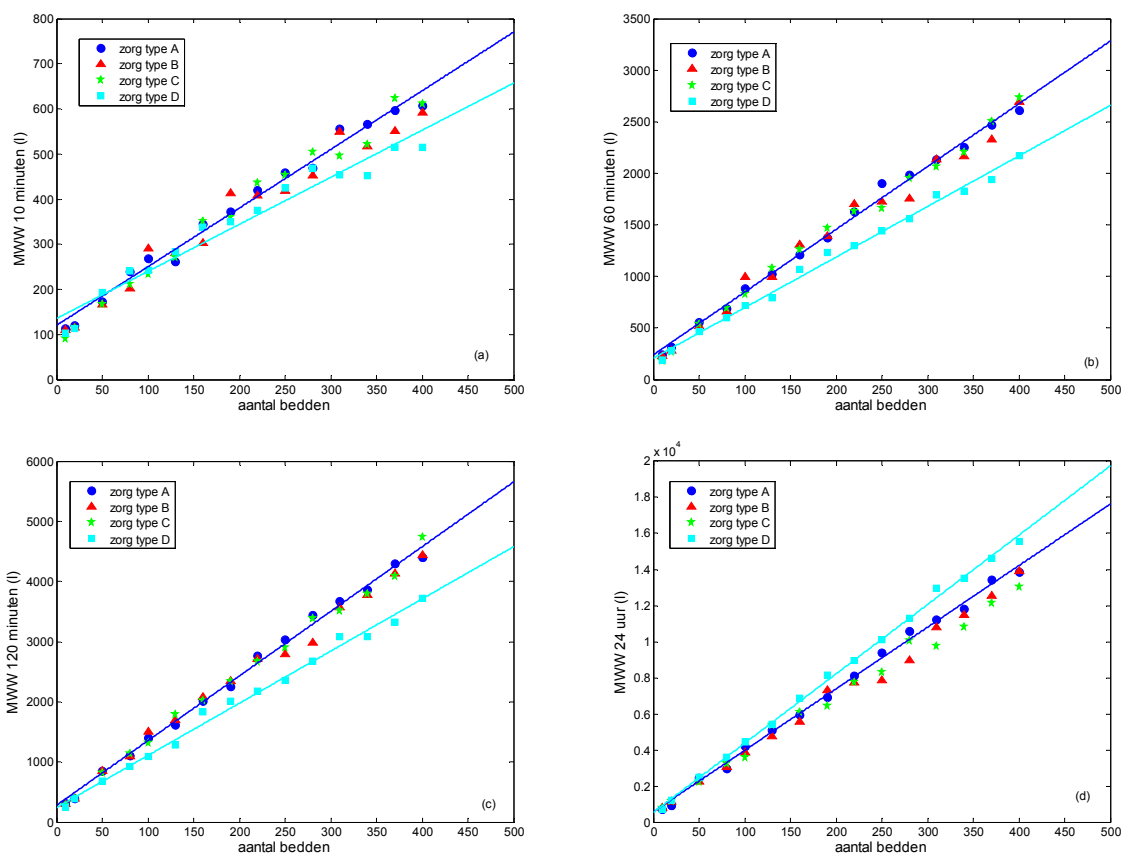 800
700
600
500
400
300
200
100
0
MWW 10 minuten (l)
zorg type A
zorg type B
zorg type C
zorg type D
(a)
0 50 100 150 200 250 300 350 400 450 500
aantal bedden
3500
3000
2500
2000
1500
1000
500
0
MWW 60 minuten (l)
zorg type A
zorg type B
zorg type C
zorg type D
(b)
0 50 100 150 200 250 300 350 400 450 500
aantal bedden
6000
5000
4000
3000
2000
1000
0
MWW 120 minuten (l)
zorg type A
zorg type B
zorg type C
zorg type D
(c)
0 50 100 150 200 250 300 350 400 450 500
aantal bedden
x 10^4
2
1.8
1.6
1.4
1.2
1
0.8
0.6
0.4
0.2
0
MWW 24 uur (l)
zorg type A
zorg type B
zorg type C
zorg type D
(d)
0 50 100 150 200 250 300 350 400 450 500
aantal bedden